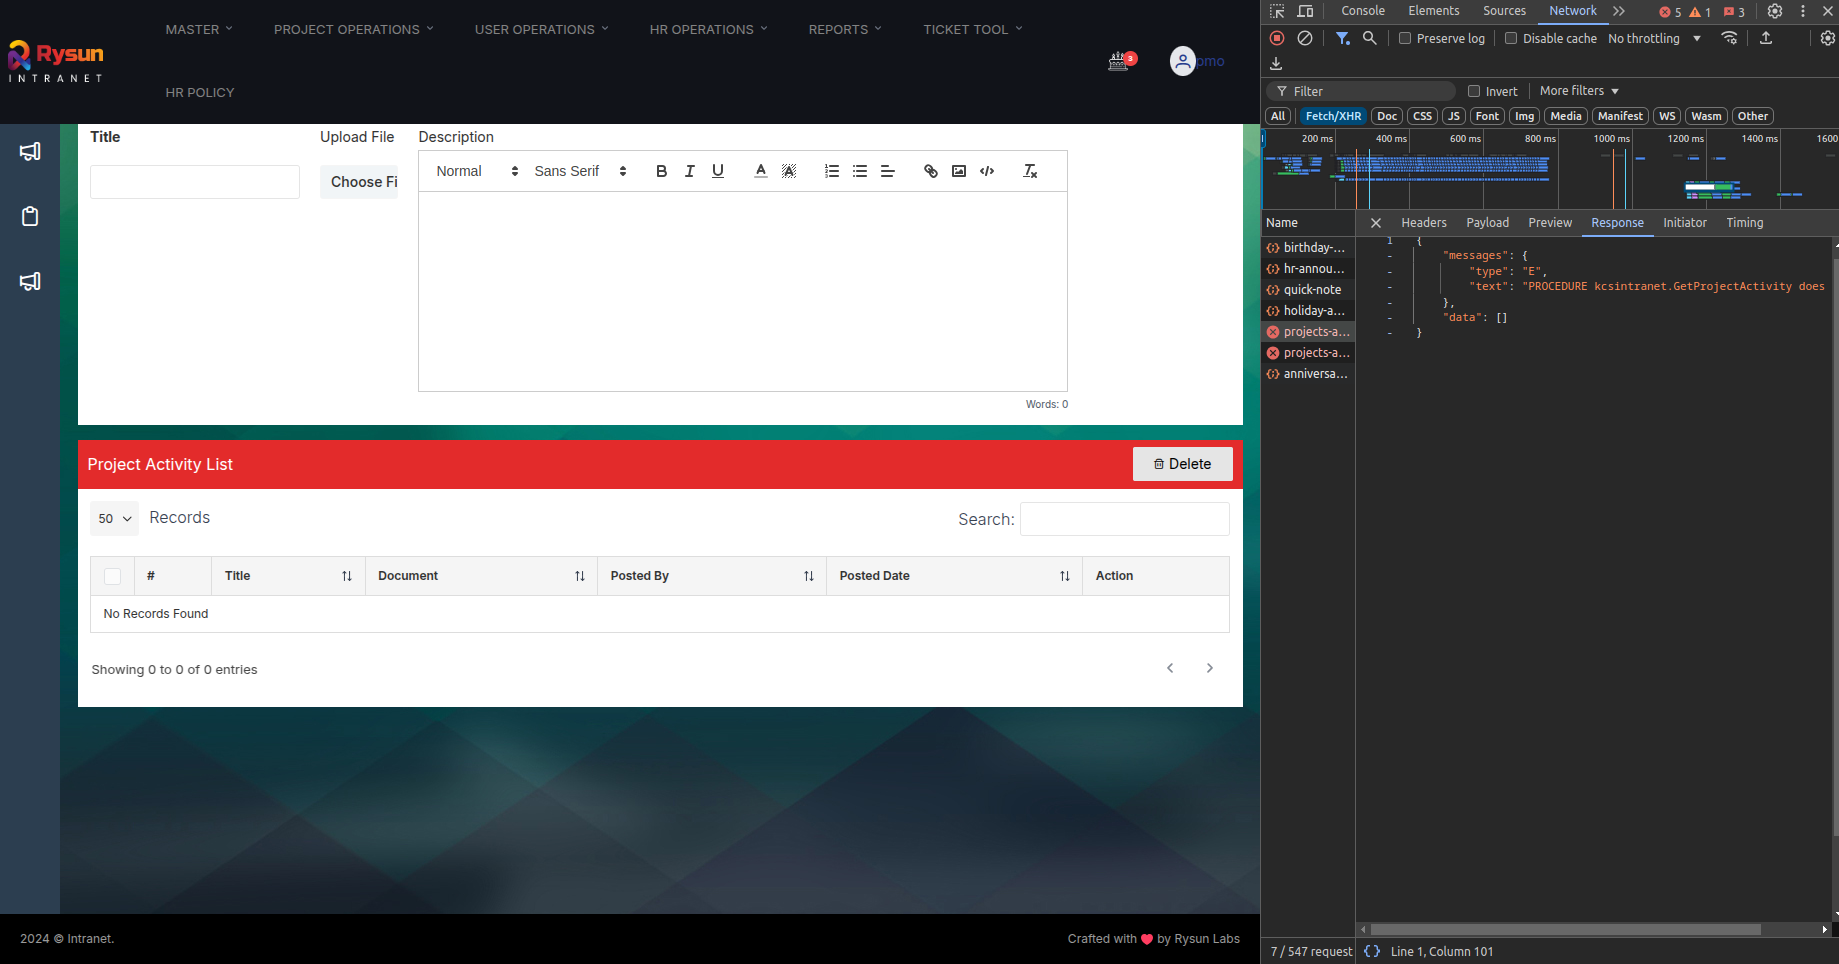 MASTER PROJECT OPERATIONS USER OPERATIONS HR OPERATIONS REPORTS TICKET TOOL
Rysun
INTRANET
3
pmo
HR POLICY
Title Upload File Description
Choose Fi
Normal Sans Serif
Words: 0
Project Activity List
Delete
50 Records
Search:
# Title Document Posted By Posted Date Action
No Records Found
Showing 0 to 0 of 0 entries
2024 © Intranet.
Crafted with ❤ by Rysun Labs
Console Elements Sources Network 5 1 3
Preserve log Disable cache No throttling
Filter Invert More filters
All Fetch/XHR Doc CSS JS Font Img Media Manifest WS Wasm Other
200 ms 400 ms 600 ms 800 ms 1000 ms 1200 ms 1400 ms 1600
Name Headers Payload Preview Response Initiator Timing
birthday-...
hr-annou...
quick-note
holiday-a...
projects-a...
projects-a...
anniversa...
1 {
- "messages": {
- "type": "E",
- "text": "PROCEDURE kcsintranet.GetProjectActivity does
- },
- "data": []
- }
7 / 547 request {} Line 1, Column 101